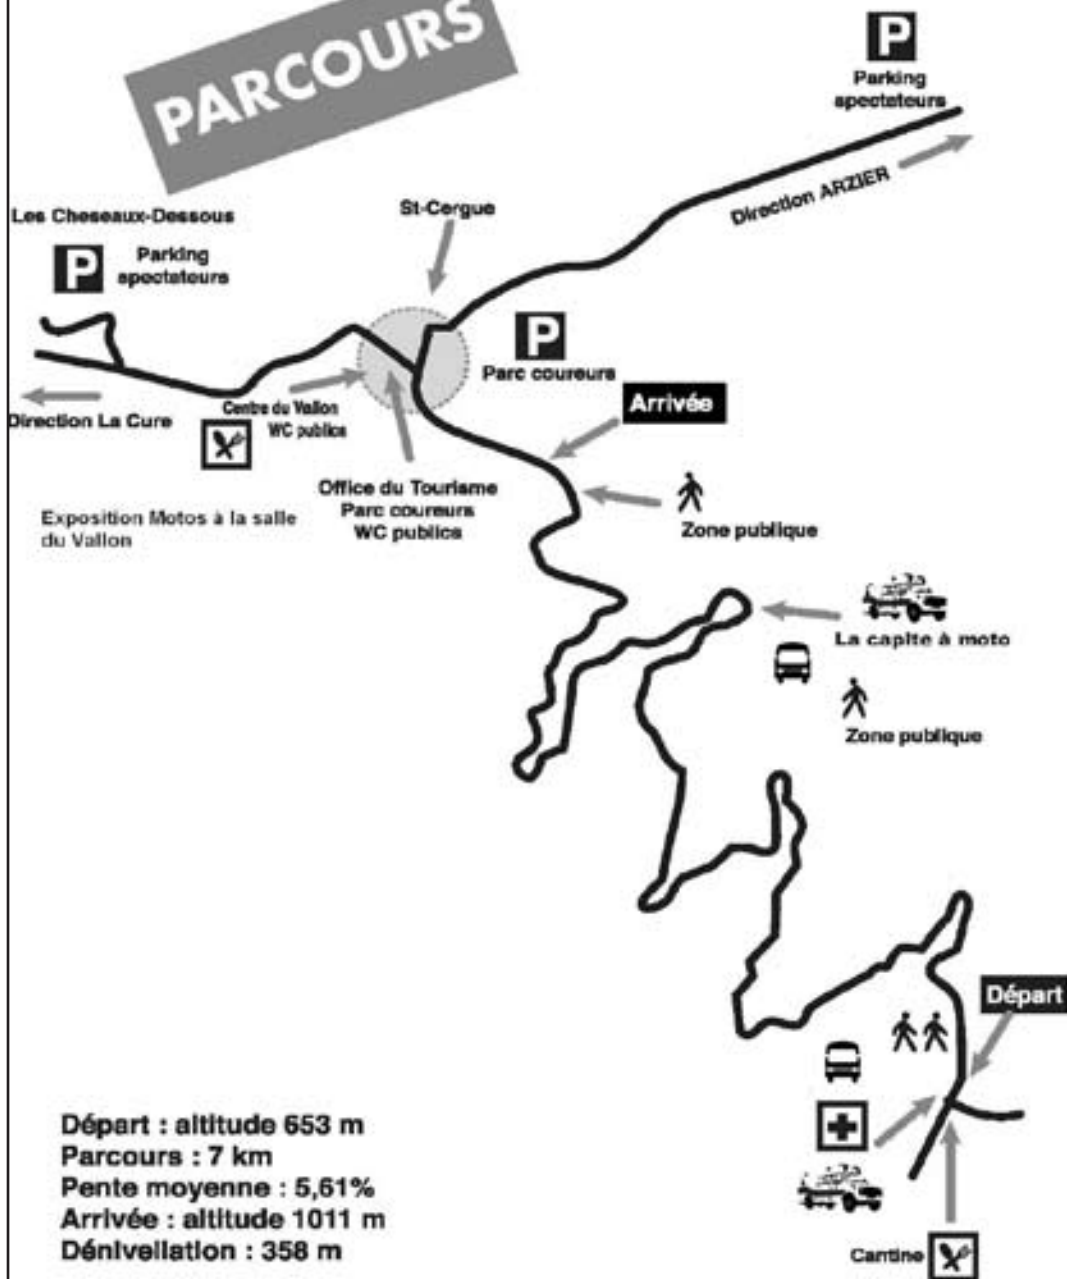 PARCOURS
P
Parking
spectateurs
Direction ARZIER
Les Cheseaux-Dessous
P
Parking
spectateurs
St-Cergue
P
Parc coureurs
Arrivée
Direction La Cure
Centre du Vallon
WC publics
Office du Tourisme
Parc coureurs
WC publics
Exposition Motos à la salle
du Vallon
Zone publique
La capite à moto
Zone publique
Départ
Départ : altitude 653 m
Parcours : 7 km
Pente moyenne : 5,61%
Arrivée : altitude 1011 m
Dénivellation : 358 m
Cantine